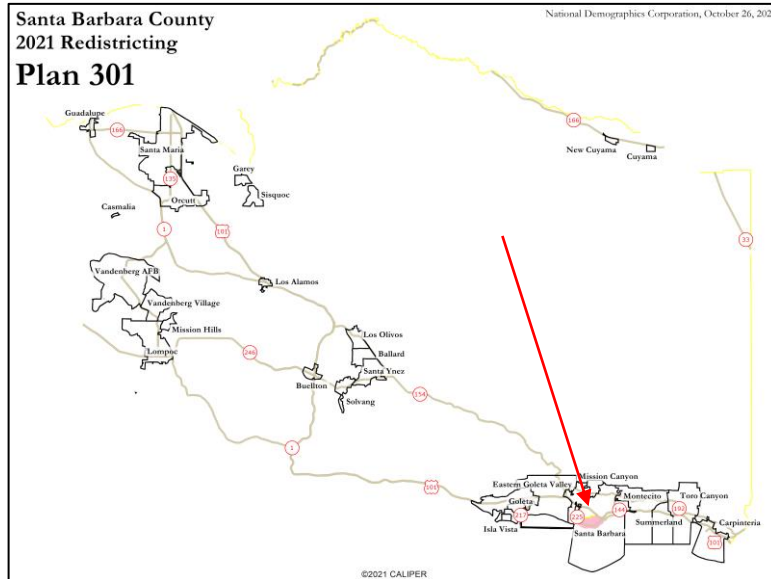 Santa Barbara County
2021 Redistricting
Plan 301
National Demographics Corporation, October 26, 202
Guadalupe
166
Santa Maria
135
Orcutt
Garey
Sisquoc
Casmalia
1
101
166
New Cuyama
Cuyama
33
Vandenberg AFB
Vandenberg Village
Mission Hills
Lompoc
Los Alamos
246
Los Olivos
Ballard
Santa Ynez
Buellton
Solvang
154
1
101
Eastern Goleta Valley
Mission Canyon
Goleta
217
Isla Vista
225
Santa Barbara
144
Montecito
Summerland
Toro Canyon
192
Carpinteria
101
©2021 CALIPER